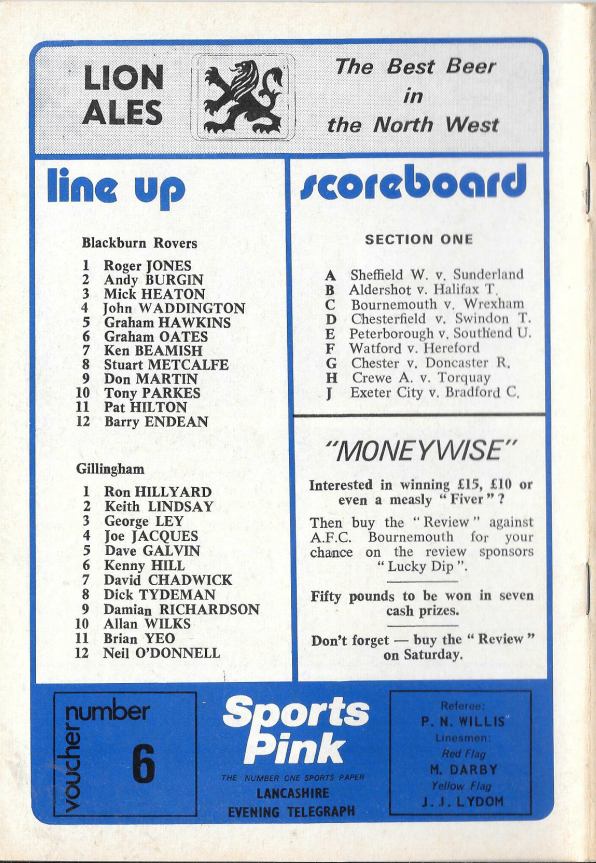 LION
ALES
The Best Beer
in
the North West
line up
Blackburn Rovers
1 Roger JONES
2 Andy BURGIN
3 Mick HEATON
4 John WADDINGTON
5 Graham HAWKINS
6 Graham OATES
7 Ken BEAMISH
8 Stuart METCALFE
9 Don MARTIN
10 Tony PARKES
11 Pat HILTON
12 Barry ENDEAN
Gillingham
1 Ron HILLYARD
2 Keith LINDSAY
3 George LEY
4 Joe JACQUES
5 Dave GALVIN
6 Kenny HILL
7 David CHADWICK
8 Dick TYDEMAN
9 Damian RICHARDSON
10 Allan WILKS
11 Brian YEO
12 Neil O'DONNELL
scoreboard
SECTION ONE
A Sheffield W. v. Sunderland
B Aldershot v. Halifax T.
C Bournemouth v. Wrexham
D Chesterfield v. Swindon T.
E Peterborough v. Southend U.
F Watford v. Hereford
G Chester v. Doncaster R.
H Crewe A. v. Torquay
J Exeter City v. Bradford C.
"MONEYWISE"
Interested in winning £15, £10 or
even a measly "Fiver"?
Then buy the "Review" against
A.F.C. Bournemouth for your
chance on the review sponsors
"Lucky Dip".
Fifty pounds to be won in seven
cash prizes.
Don't forget — buy the "Review"
on Saturday.
voucher number
6
Sports
Pink
THE NUMBER ONE SPORTS PAPER
LANCASHIRE
EVENING TELEGRAPH
Referee:
P. N. WILLIS
Linesmen:
Red Flag
M. DARBY
Yellow Flag
J. J. LYDOM